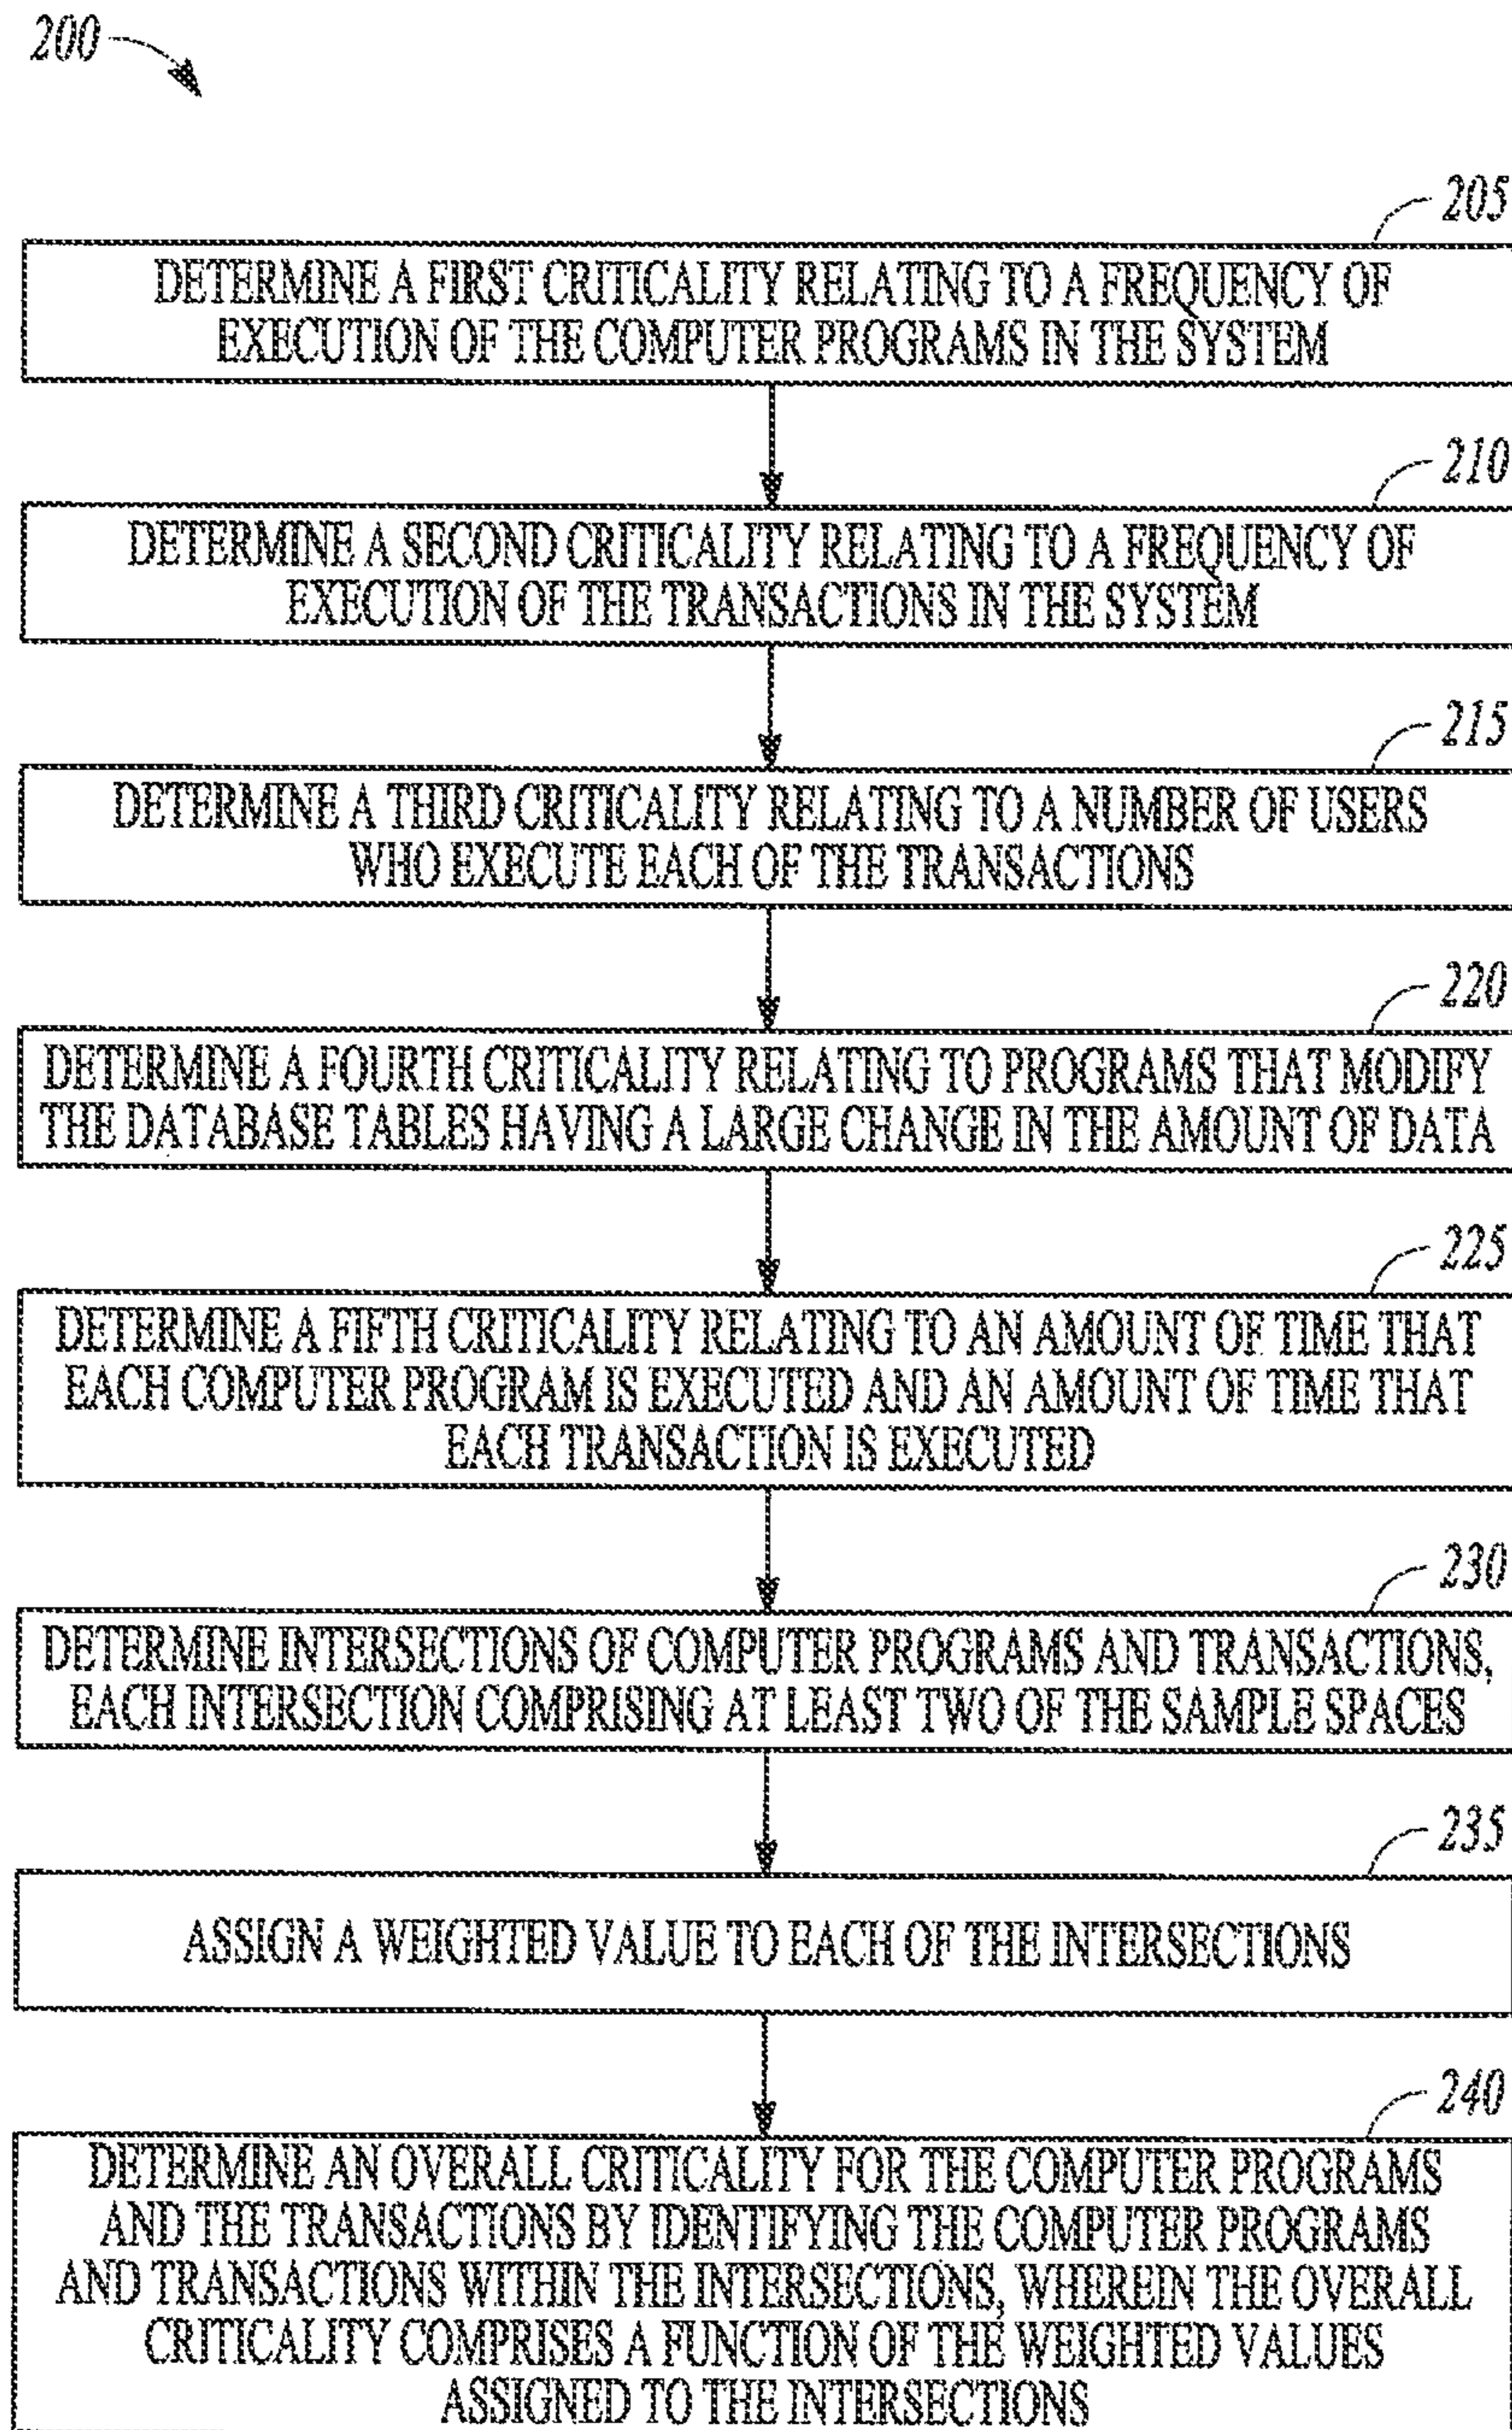 200
205
DETERMINE A FIRST CRITICALITY RELATING TO A FREQUENCY OF
EXECUTION OF THE COMPUTER PROGRAMS IN THE SYSTEM
210
DETERMINE A SECOND CRITICALITY RELATING TO A FREQUENCY OF
EXECUTION OF THE TRANSACTIONS IN THE SYSTEM
215
DETERMINE A THIRD CRITICALITY RELATING TO A NUMBER OF USERS
WHO EXECUTE EACH OF THE TRANSACTIONS
220
DETERMINE A FOURTH CRITICALITY RELATING TO PROGRAMS THAT MODIFY
THE DATABASE TABLES HAVING A LARGE CHANGE IN THE AMOUNT OF DATA
225
DETERMINE A FIFTH CRITICALITY RELATING TO AN AMOUNT OF TIME THAT
EACH COMPUTER PROGRAM IS EXECUTED AND AN AMOUNT OF TIME THAT
EACH TRANSACTION IS EXECUTED
230
DETERMINE INTERSECTIONS OF COMPUTER PROGRAMS AND TRANSACTIONS,
EACH INTERSECTION COMPRISING AT LEAST TWO OF THE SAMPLE SPACES
235
ASSIGN A WEIGHTED VALUE TO EACH OF THE INTERSECTIONS
240
DETERMINE AN OVERALL CRITICALITY FOR THE COMPUTER PROGRAMS
AND THE TRANSACTIONS BY IDENTIFYING THE COMPUTER PROGRAMS
AND TRANSACTIONS WITHIN THE INTERSECTIONS, WHEREIN THE OVERALL
CRITICALITY COMPRISES A FUNCTION OF THE WEIGHTED VALUES
ASSIGNED TO THE INTERSECTIONS